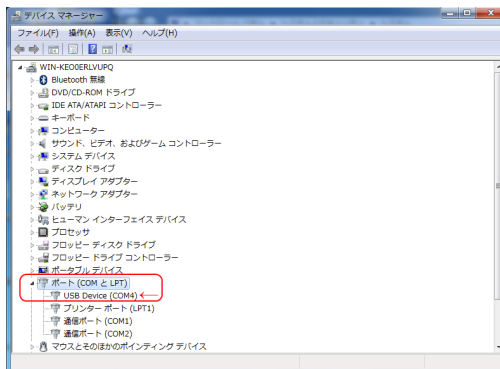 デバイス マネージャー
ファイル(F) 操作(A) 表示(V) ヘルプ(H)
WIN-KEO0ERLVUPQ
Bluetooth 無線
DVD/CD-ROM ドライブ
IDE ATA/ATAPI コントローラー
キーボード
コンピューター
サウンド、ビデオ、およびゲーム コントローラー
システム デバイス
ディスク ドライブ
ディスプレイ アダプター
ネットワーク アダプター
バッテリ
ヒューマン インターフェイス デバイス
プロセッサ
フロッピー ディスク ドライブ
フロッピー ドライブ コントローラー
ポータブル デバイス
ポート (COM と LPT)
USB Device (COM4) ←
プリンター ポート (LPT1)
通信ポート (COM1)
通信ポート (COM2)
マウスとそのほかのポインティング デバイス